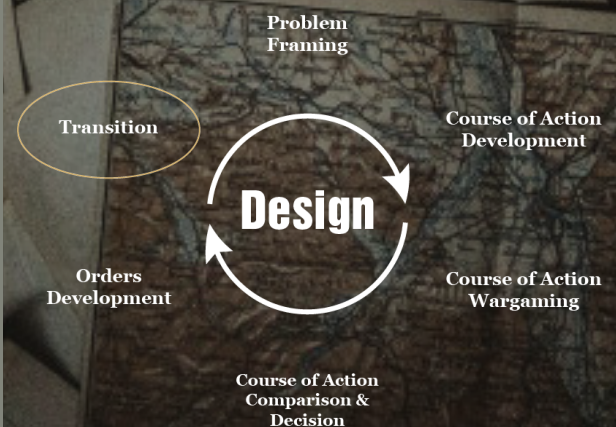 Problem
Framing
Transition
Course of Action
Development
Design
Orders
Development
Course of Action
Wargaming
Course of Action
Comparison &
Decision